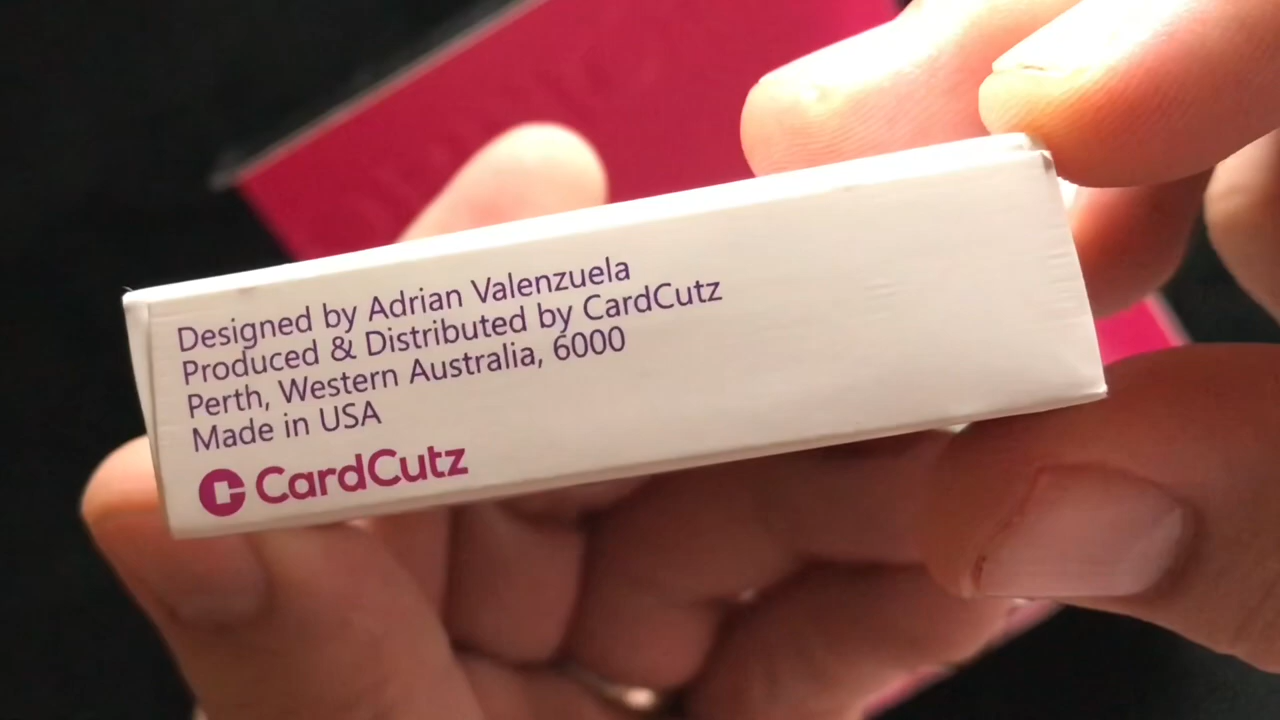 Designed by Adrian Valenzuela
Produced & Distributed by CardCutz
Perth, Western Australia, 6000
Made in USA
CardCutz